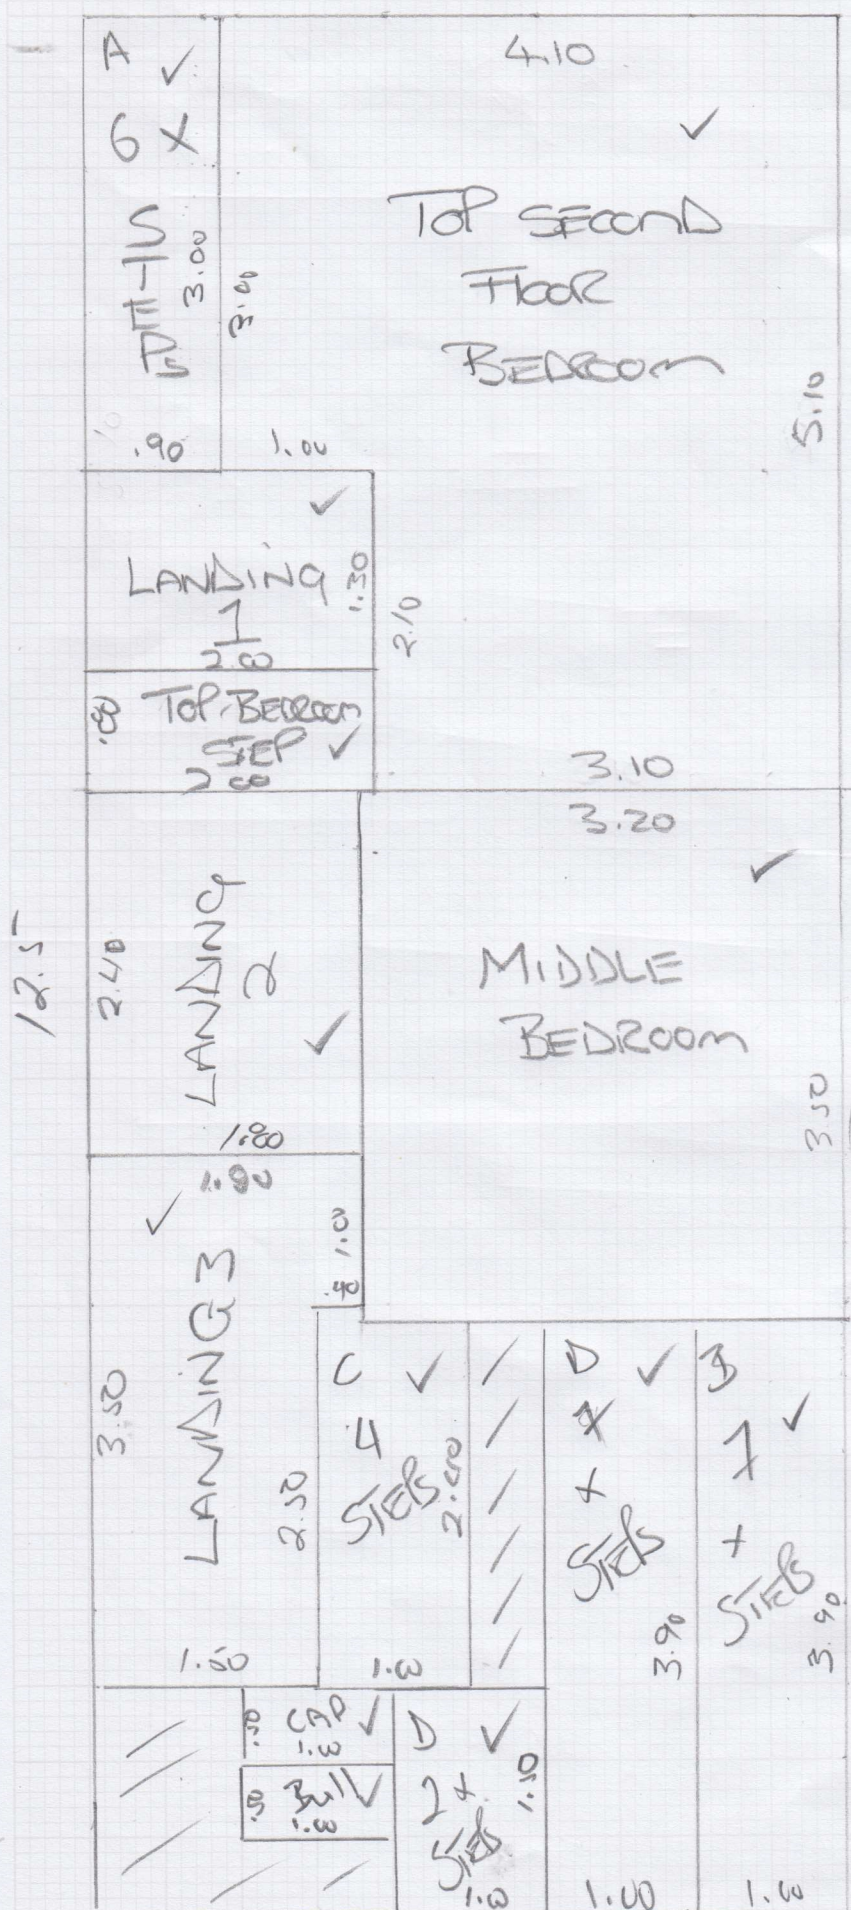 A
6 X
STEPS
3.00
3.00
.90
1.00
4.10
TOP SECOND
FLOOR
BEDROOM
5.10
LANDING
1
2.00
1.30
2.10
.80
TOP BEDROOM
STEP
2.00
3.10
3.20
12.5
LANDING
2
2.40
1.80
MIDDLE
BEDROOM
3.50
1.90
LANDING 3
1.0
.40
3.50
2.50
1.50
C
4
STEPS
2.40
1.00
D
X
STEPS
3.90
1.00
B
7
X
STEPS
3.90
1.00
.50
CAP
1.00
.50
Bull
1.00
D
2 X
STEPS
1.50
1.00